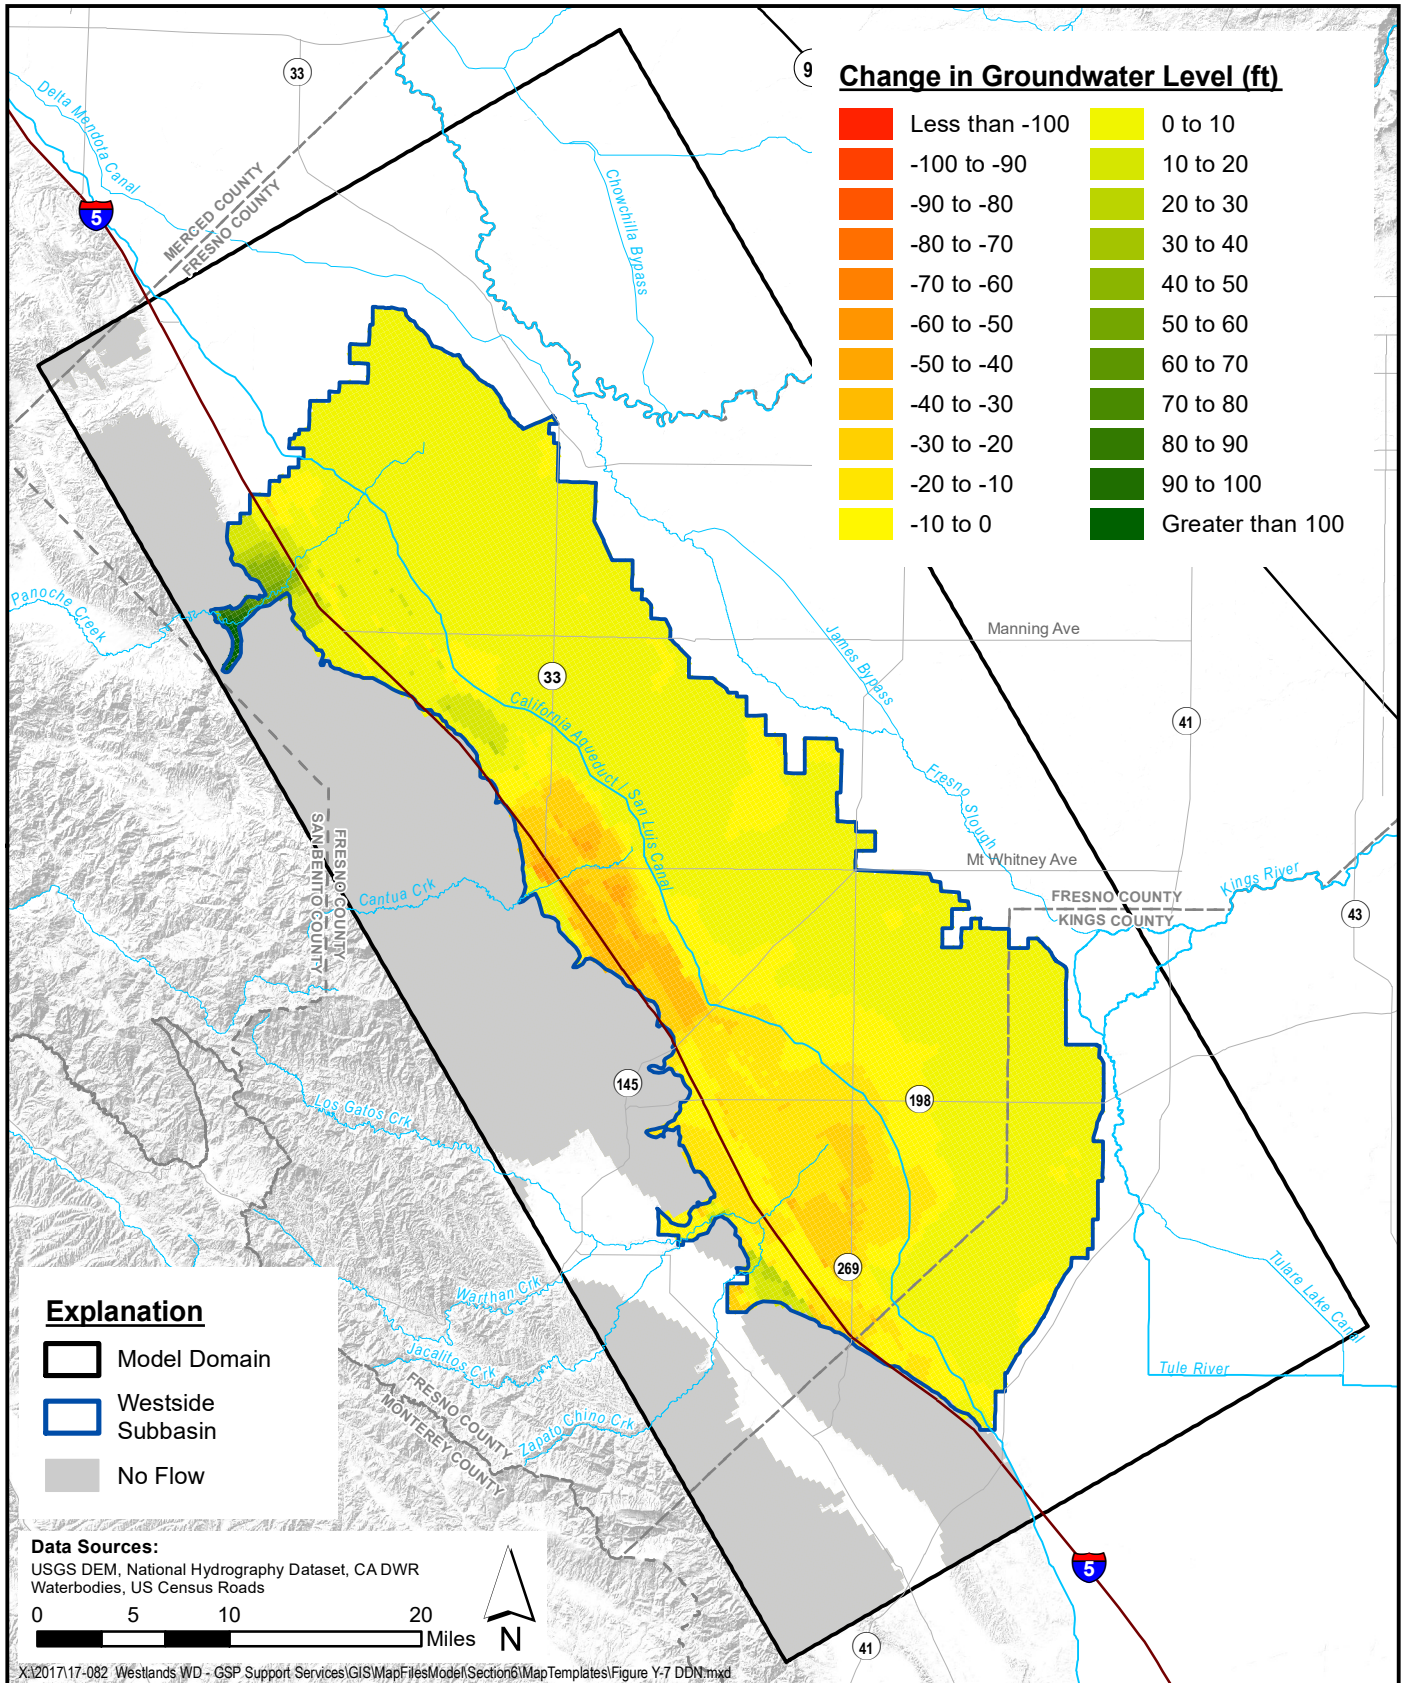 33
9
Delta Mendota Canal
5
MERCED COUNTY
FRESNO COUNTY
Chowchilla Bypass
Change in Groundwater Level (ft)
Less than -100
-100 to -90
-90 to -80
-80 to -70
-70 to -60
-60 to -50
-50 to -40
-40 to -30
-30 to -20
-20 to -10
-10 to 0
0 to 10
10 to 20
20 to 30
30 to 40
40 to 50
50 to 60
60 to 70
70 to 80
80 to 90
90 to 100
Greater than 100
Panoche Creek
James Bypass
Manning Ave
33
California Aqueduct / San Luis Canal
41
Fresno Slough
SAN BENITO COUNTY
FRESNO COUNTY
Cantua Crk
Mt Whitney Ave
Kings River
FRESNO COUNTY
KINGS COUNTY
43
145
198
Los Gatos Crk
269
Warthan Crk
Jacalitos Crk
Zapato Chino Crk
FRESNO COUNTY
MONTEREY COUNTY
Tulare Lake Canal
Tule River
Explanation
Model Domain
Westside
Subbasin
No Flow
Data Sources:
USGS DEM, National Hydrography Dataset, CA DWR
Waterbodies, US Census Roads
0 5 10 20
Miles
N
5
41
X:\2017\17-082 Westlands WD - GSP Support Services\GIS\MapFilesModel\Section6\MapTemplates\Figure Y-7 DDN.mxd